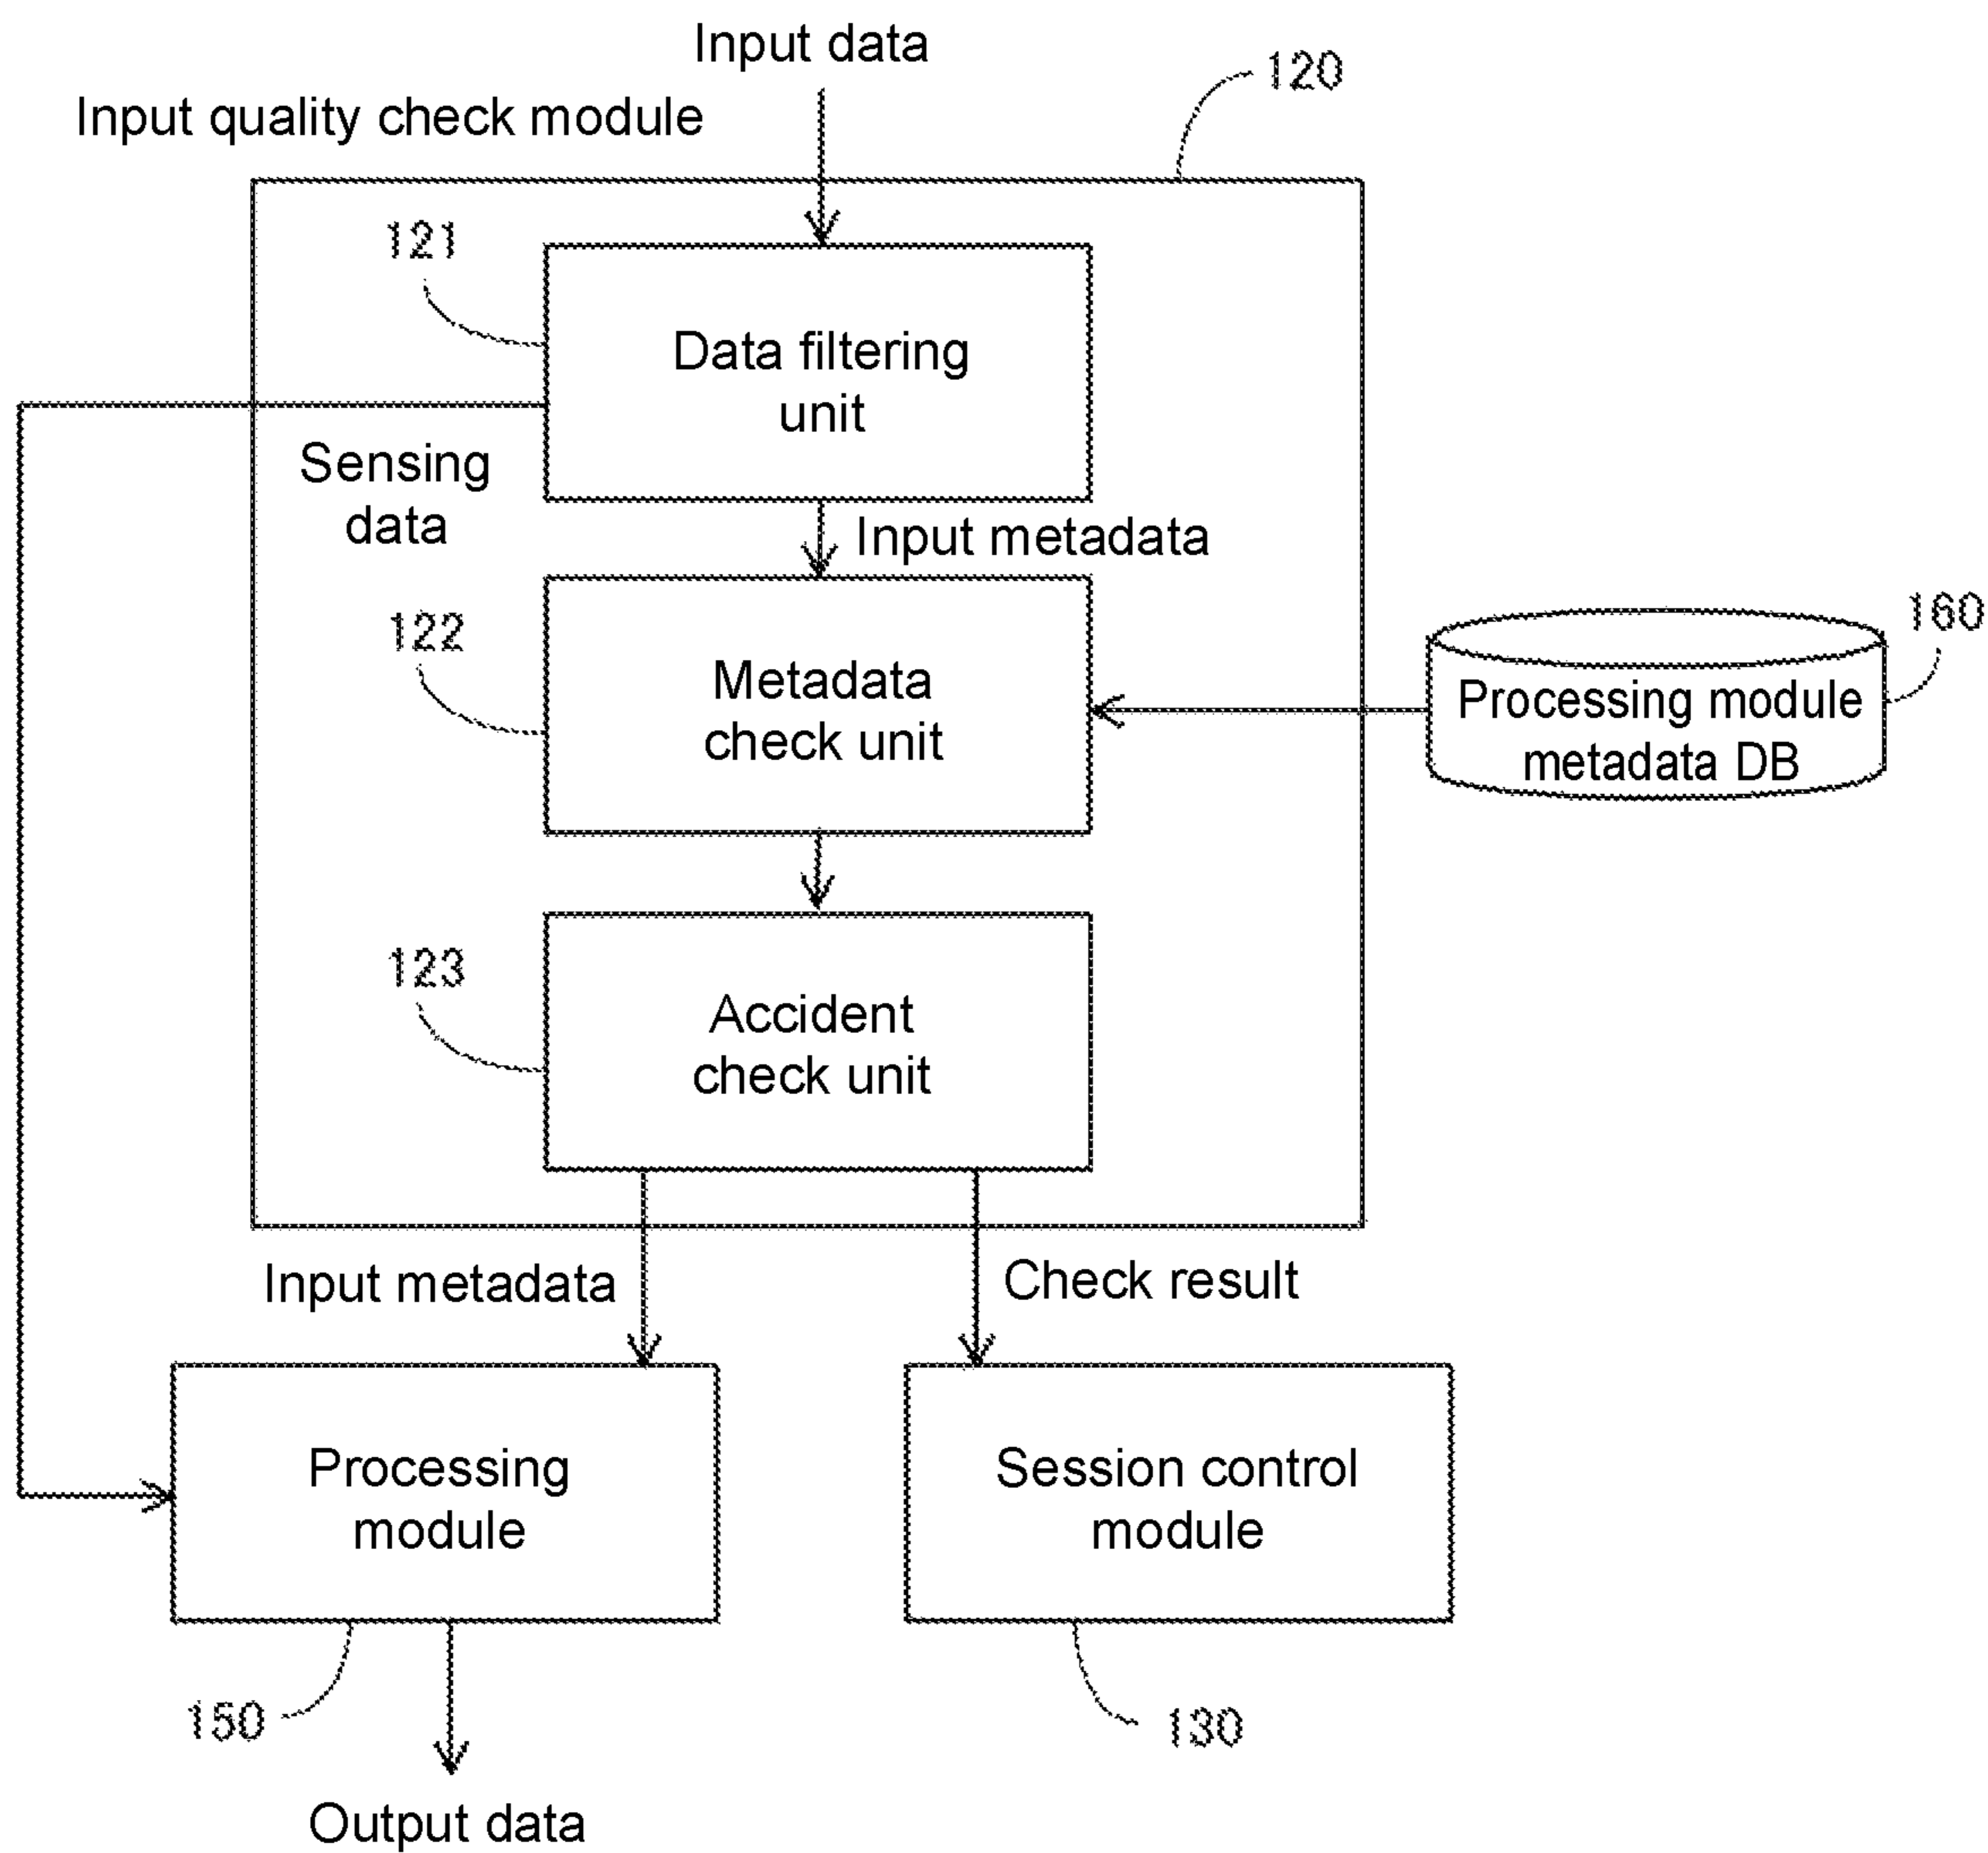 Input data
120
Input quality check module
121
Data filtering
unit
Sensing
data
Input metadata
122
Metadata
check unit
160
Processing module
metadata DB
123
Accident
check unit
Input metadata
Check result
Processing
module
Session control
module
150
130
Output data